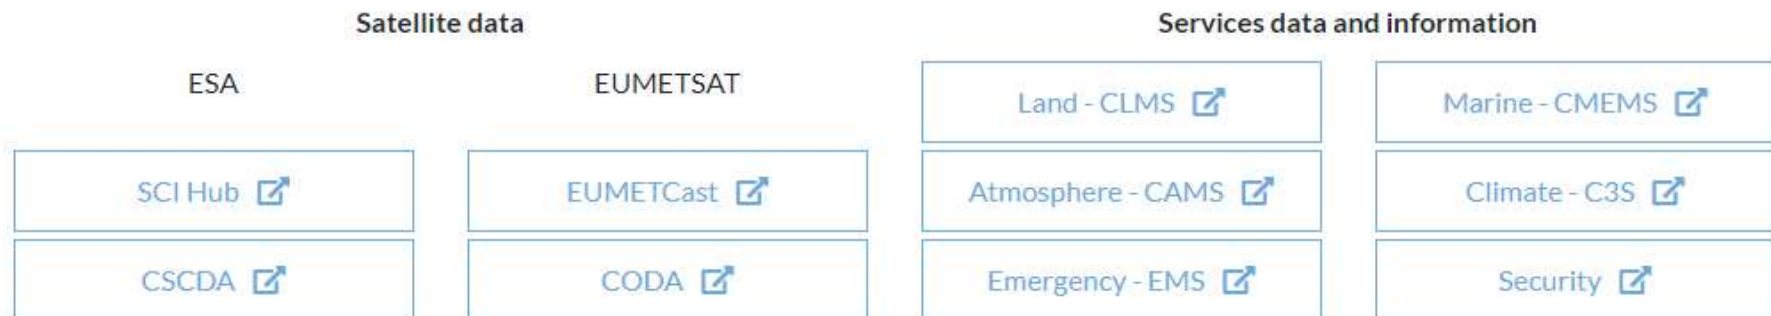 Satellite data
Services data and information
ESA
EUMETSAT
Land - CLMS
Marine - CMEMS
SCI Hub
EUMETCast
Atmosphere - CAMS
Climate - C3S
CSCDA
CODA
Emergency - EMS
Security